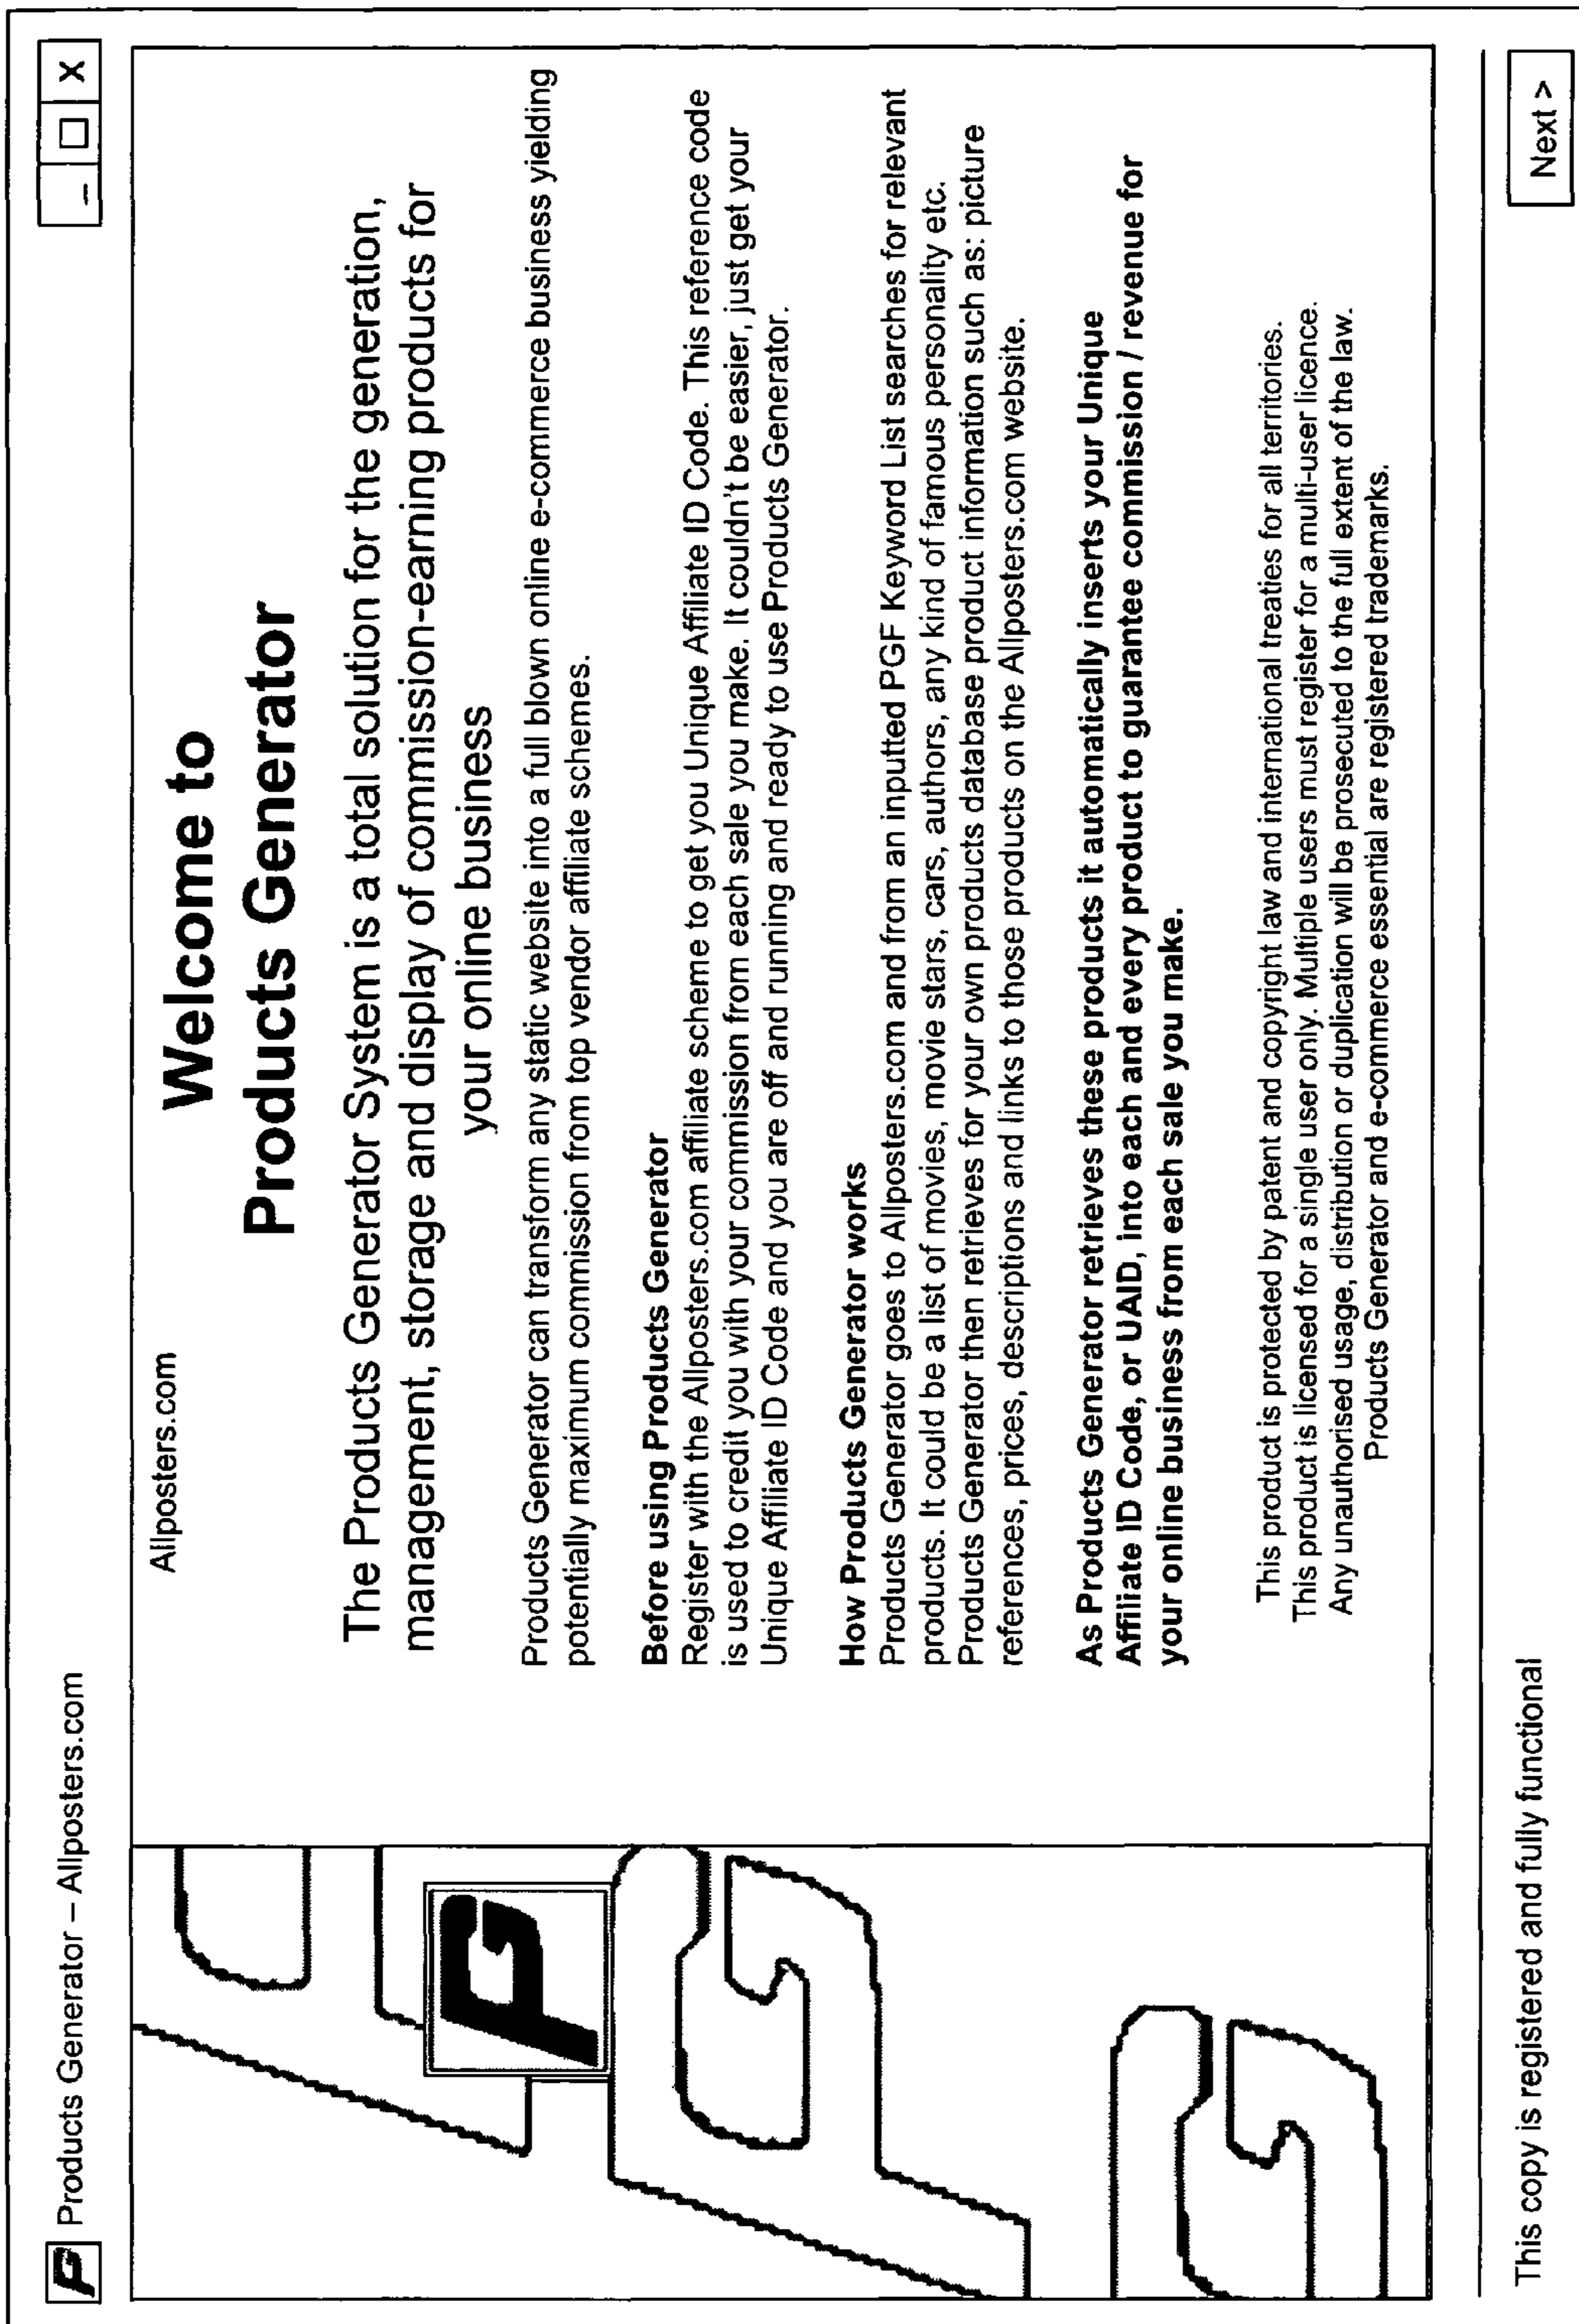 PG Products Generator – Allposters.com
_ □ X
Allposters.com
Welcome to
Products Generator
The Products Generator System is a total solution for the generation,
management, storage and display of commission-earning products for
your online business
Products Generator can transform any static website into a full blown online e-commerce business yielding
potentially maximum commission from top vendor affiliate schemes.
Before using Products Generator
Register with the Allposters.com affiliate scheme to get you Unique Affiliate ID Code. This reference code
is used to credit you with your commission from each sale you make. It couldn't be easier, just get your
Unique Affiliate ID Code and you are off and running and ready to use Products Generator.
How Products Generator works
Products Generator goes to Allposters.com and from an inputted PGF Keyword List searches for relevant
products. It could be a list of movies, movie stars, cars, authors, any kind of famous personality etc.
Products Generator then retrieves for your own products database product information such as: picture
references, prices, descriptions and links to those products on the Allposters.com website.
As Products Generator retrieves these products it automatically inserts your Unique
Affiliate ID Code, or UAID, into each and every product to guarantee commission / revenue for
your online business from each sale you make.
This product is protected by patent and copyright law and international treaties for all territories.
This product is licensed for a single user only. Multiple users must register for a multi-user licence.
Any unauthorised usage, distribution or duplication will be prosecuted to the full extent of the law.
Products Generator and e-commerce essential are registered trademarks.
PG
This copy is registered and fully functional
Next >